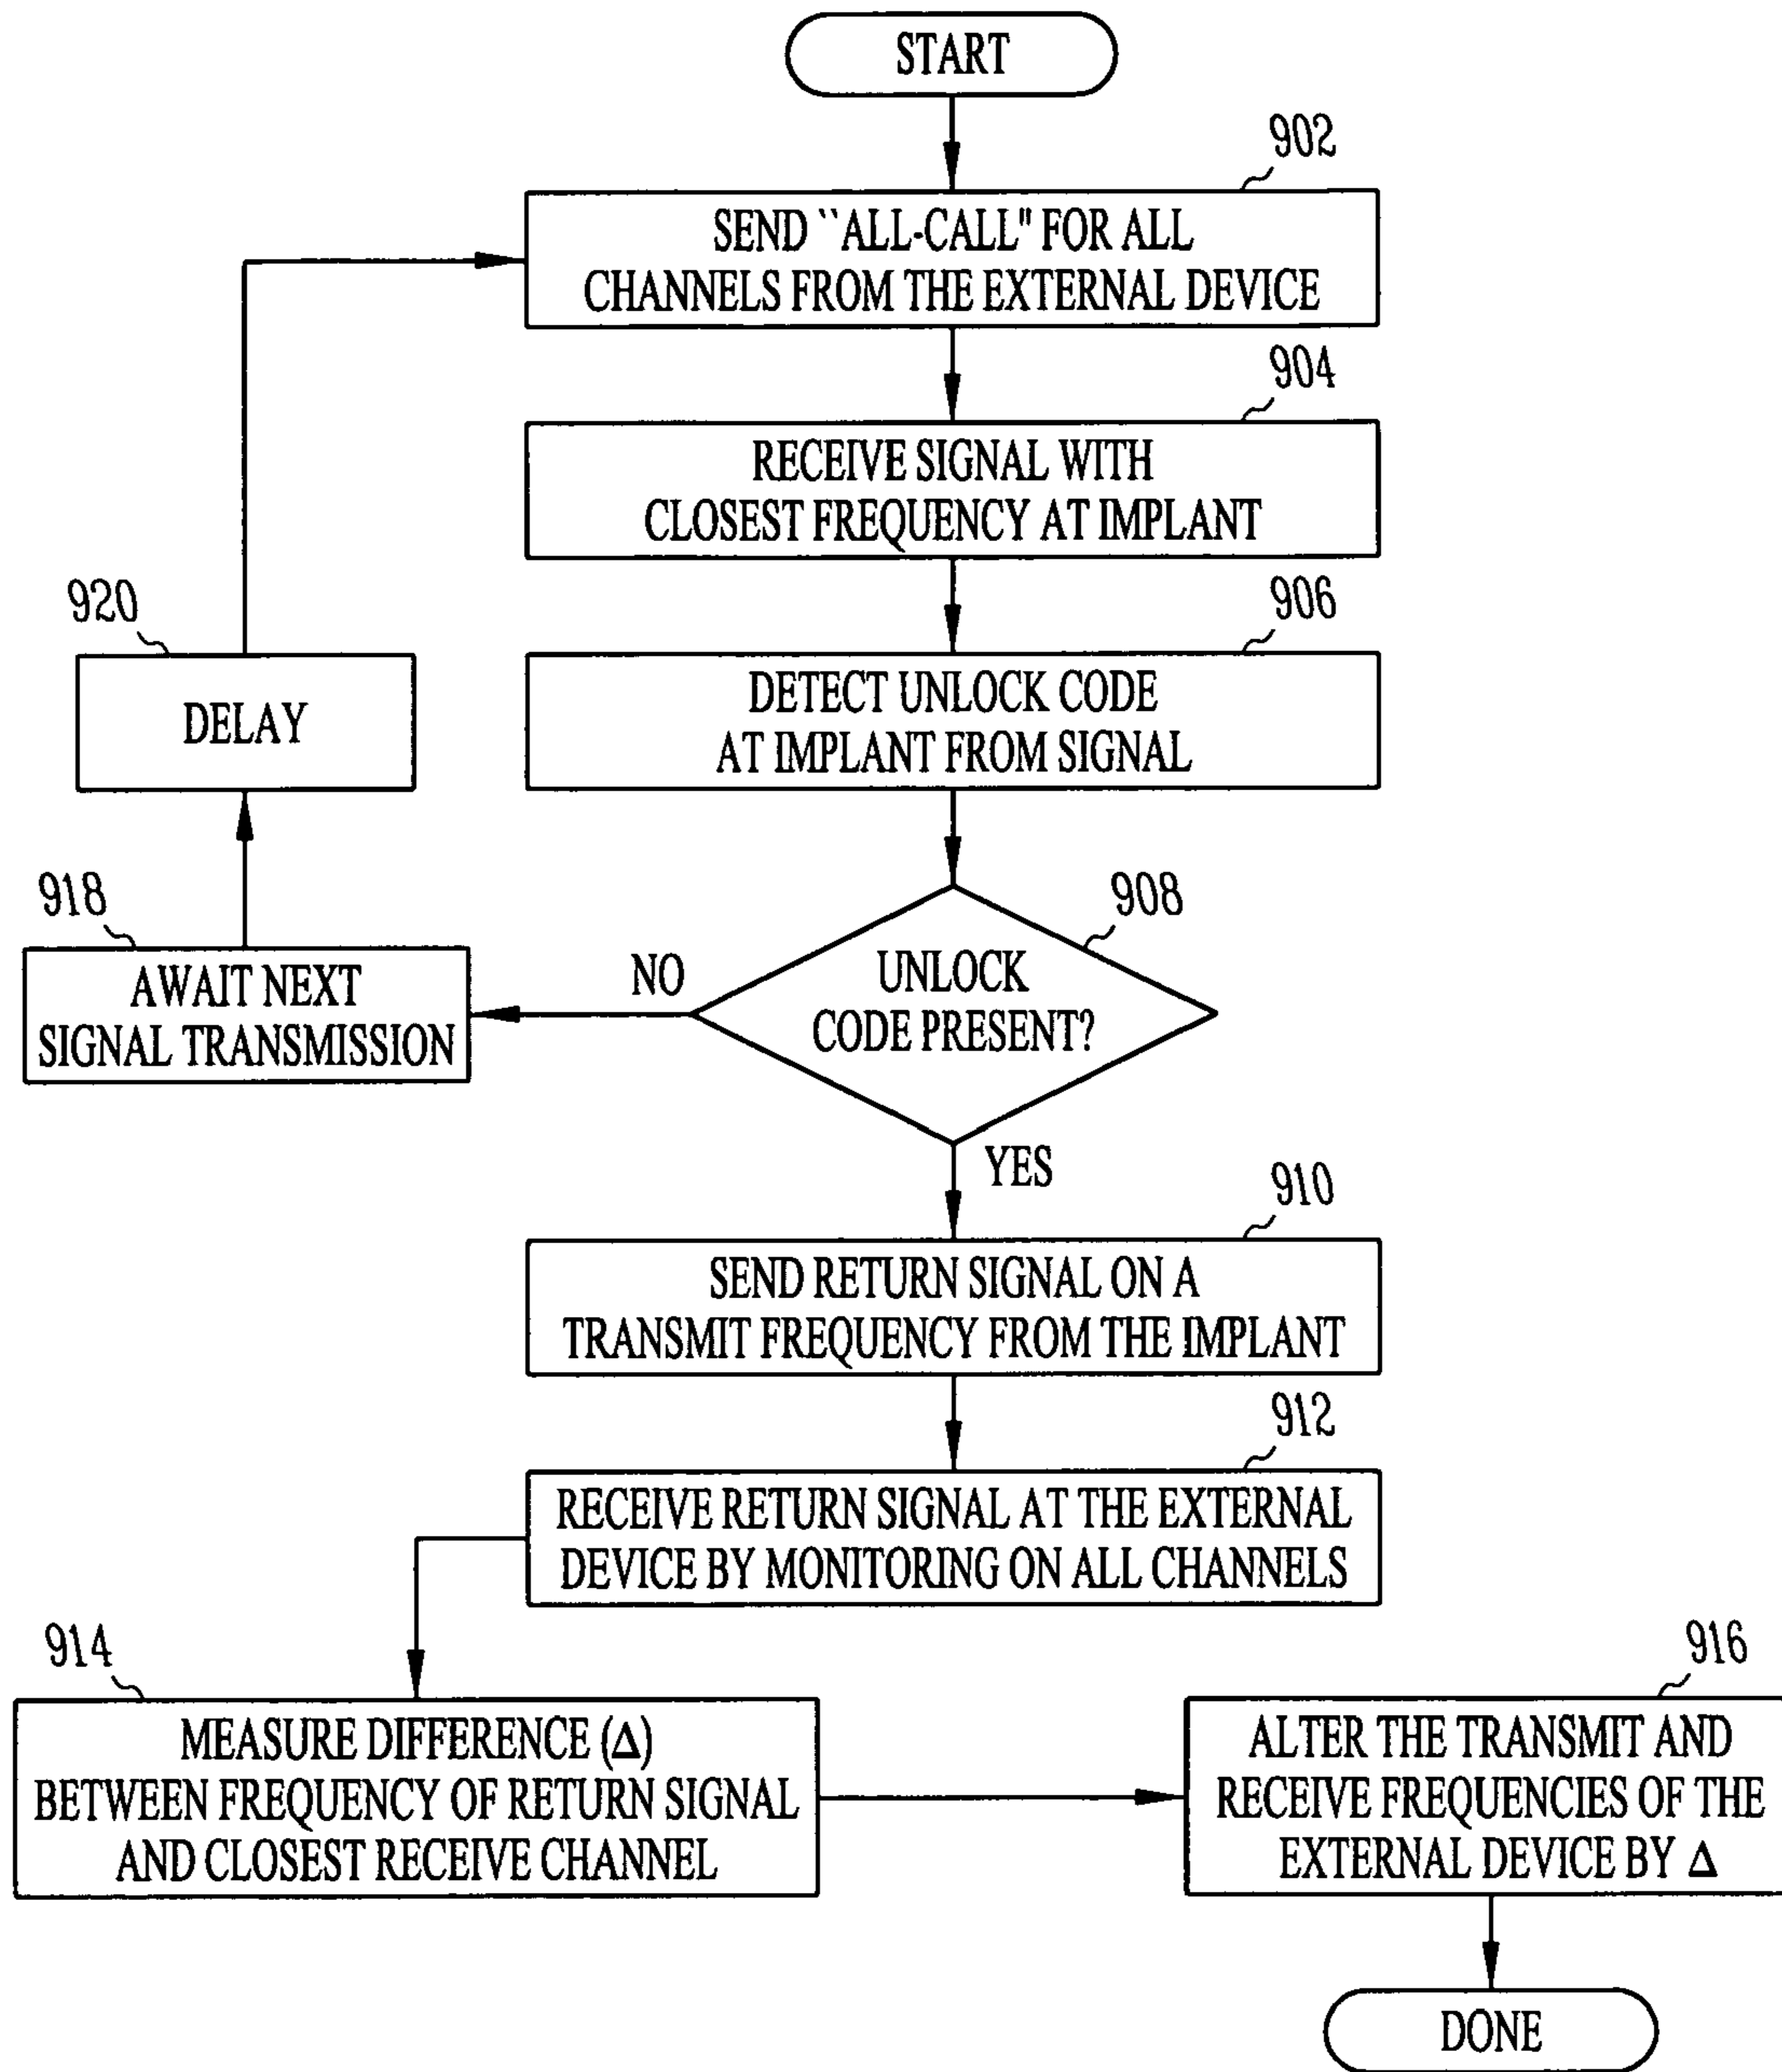 START
902
SEND ``ALL-CALL" FOR ALL
CHANNELS FROM THE EXTERNAL DEVICE
904
RECEIVE SIGNAL WITH
CLOSEST FREQUENCY AT IMPLANT
906
DETECT UNLOCK CODE
AT IMPLANT FROM SIGNAL
920
DELAY
908
UNLOCK
CODE PRESENT?
NO
918
AWAIT NEXT
SIGNAL TRANSMISSION
YES
910
SEND RETURN SIGNAL ON A
TRANSMIT FREQUENCY FROM THE IMPLANT
912
RECEIVE RETURN SIGNAL AT THE EXTERNAL
DEVICE BY MONITORING ON ALL CHANNELS
914
MEASURE DIFFERENCE (Δ)
BETWEEN FREQUENCY OF RETURN SIGNAL
AND CLOSEST RECEIVE CHANNEL
916
ALTER THE TRANSMIT AND
RECEIVE FREQUENCIES OF THE
EXTERNAL DEVICE BY Δ
DONE